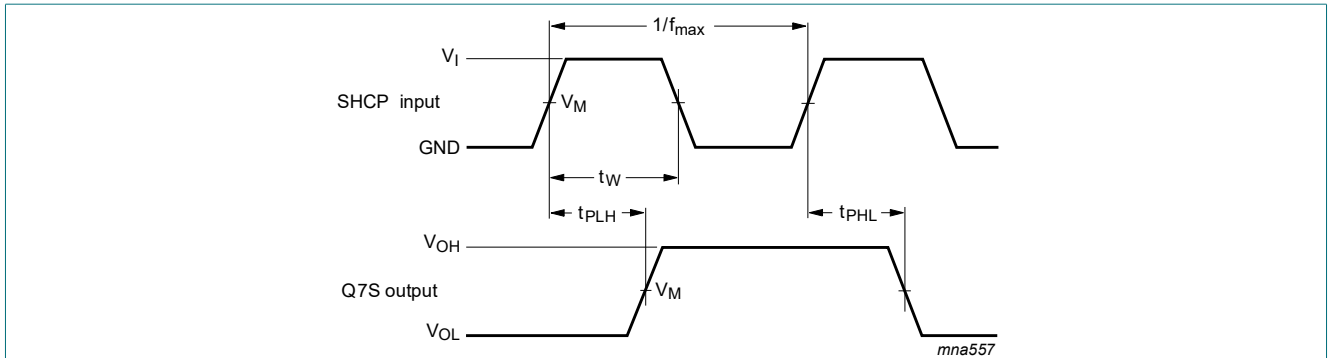 1/fmax
VI
SHCP input
VM
GND
tW
tPLH
tPHL
VOH
Q7S output
VM
VOL
mna557